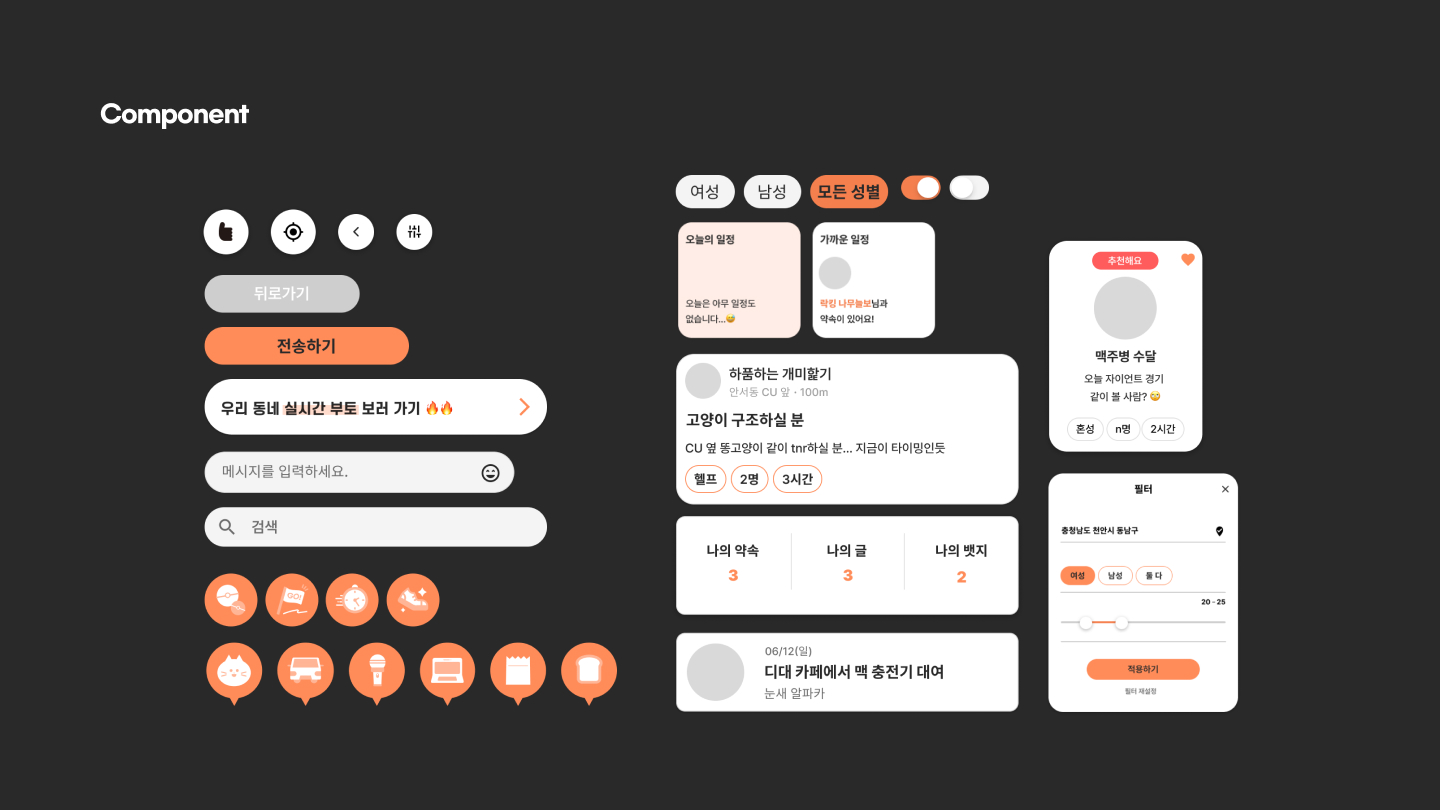 Component
뒤로가기
전송하기
우리 동네 실시간 부토 보러 가기 🔥🔥
메시지를 입력하세요.
검색
GO!
여성
남성
모든 성별
오늘의 일정
오늘은 아무 일정도
없습니다...😅
가까운 일정
락킹 나무늘보님과
약속이 있어요!
하품하는 개미핥기
안서동 CU 앞 · 100m
고양이 구조하실 분
CU 옆 똥고양이 같이 tnr하실 분... 지금이 타이밍인듯
헬프
2명
3시간
나의 약속
3
나의 글
3
나의 뱃지
2
06/12(일)
디대 카페에서 맥 충전기 대여
눈새 알파카
추천해요
맥주병 수달
오늘 자이언트 경기
같이 볼 사람? 🙄
혼성
n명
2시간
필터
충청남도 천안시 동남구
여성
남성
둘 다
20 - 25
적용하기
필터 재설정